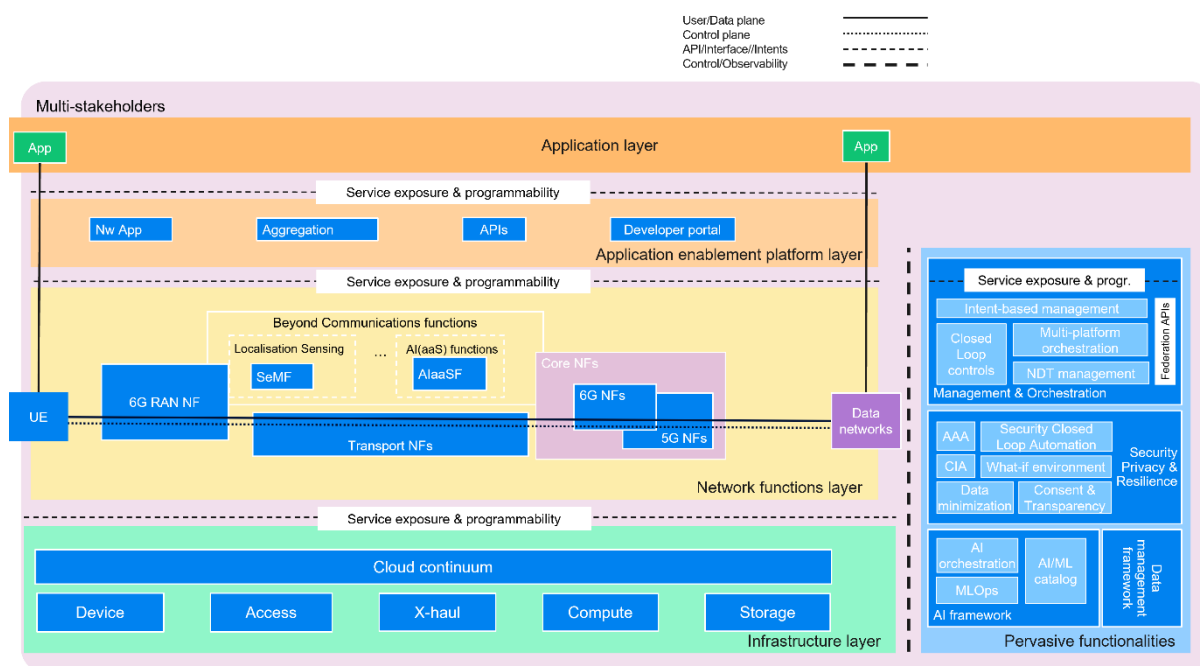 User/Data plane
Control plane
API/Interface//Intents
Control/Observability
Multi-stakeholders
App
Application layer
App
Service exposure & programmability
Nw App
Aggregation
APIs
Developer portal
Application enablement platform layer
Service exposure & programmability
Beyond Communications functions
Localisation Sensing
...
AI(aaS) functions
SeMF
AIaaSF
Core NFs
6G RAN NF
6G NFs
UE
Transport NFs
5G NFs
Data
networks
Network functions layer
Service exposure & programmability
Cloud continuum
Device
Access
X-haul
Compute
Storage
Infrastructure layer
Service exposure & progr.
Intent-based management
Closed
Loop
controls
Multi-platform
orchestration
NDT management
Federation APIs
Management & Orchestration
AAA
Security Closed
Loop Automation
CIA
What-if environment
Data
minimization
Consent &
Transparency
Security
Privacy &
Resilience
AI
orchestration
MLOps
AI/ML
catalog
AI framework
Data
management
framework
Pervasive functionalities